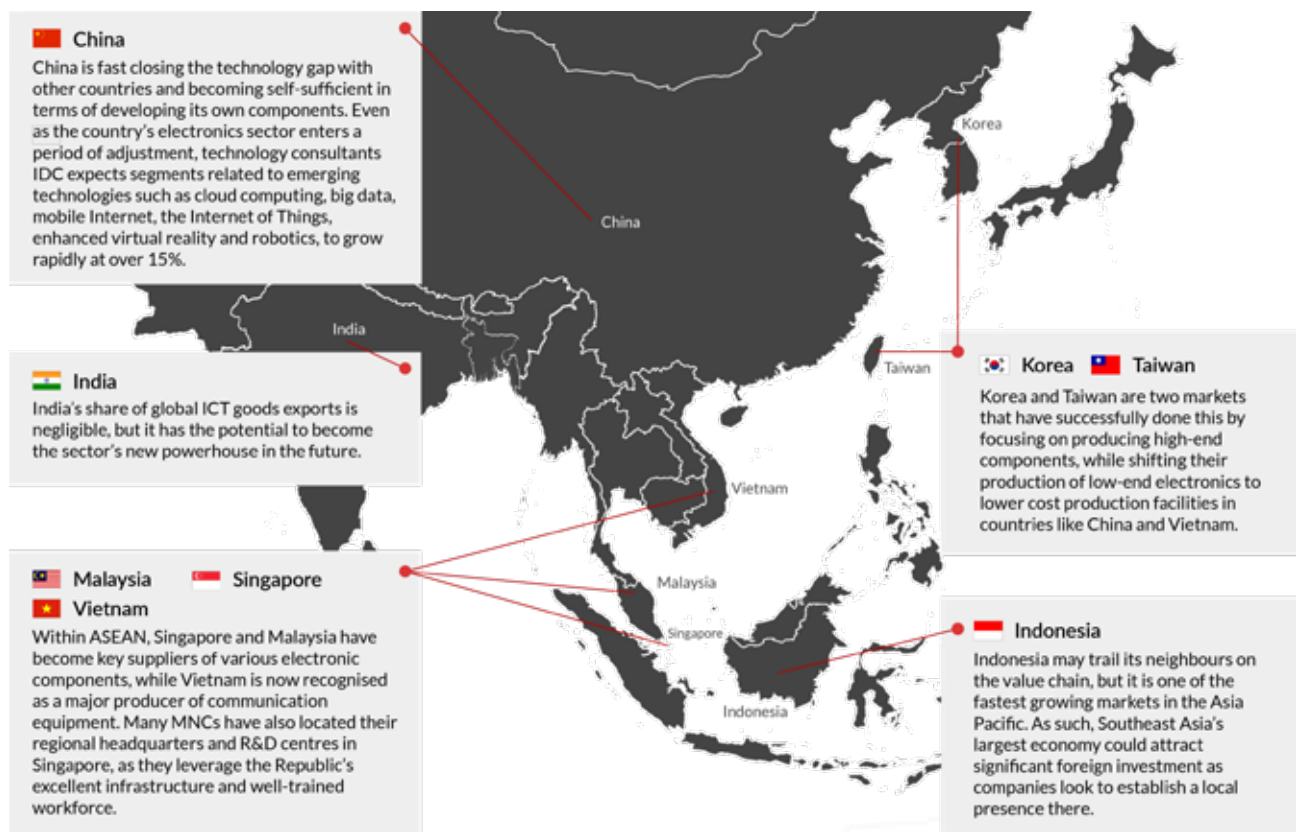 China
China is fast closing the technology gap with
other countries and becoming self-sufficient in
terms of developing its own components. Even
as the country's electronics sector enters a
period of adjustment, technology consultants
IDC expects segments related to emerging
technologies such as cloud computing, big data,
mobile Internet, the Internet of Things,
enhanced virtual reality and robotics, to grow
rapidly at over 15%.
Korea
China
India
Taiwan
Vietnam
Malaysia
Singapore
Indonesia
India
India's share of global ICT goods exports is
negligible, but it has the potential to become
the sector's new powerhouse in the future.
Korea Taiwan
Korea and Taiwan are two markets
that have successfully done this by
focusing on producing high-end
components, while shifting their
production of low-end electronics to
lower cost production facilities in
countries like China and Vietnam.
Malaysia Singapore
Vietnam
Within ASEAN, Singapore and Malaysia have
become key suppliers of various electronic
components, while Vietnam is now recognised
as a major producer of communication
equipment. Many MNCs have also located their
regional headquarters and R&D centres in
Singapore, as they leverage the Republic's
excellent infrastructure and well-trained
workforce.
Indonesia
Indonesia may trail its neighbours on
the value chain, but it is one of the
fastest growing markets in the Asia
Pacific. As such, Southeast Asia's
largest economy could attract
significant foreign investment as
companies look to establish a local
presence there.